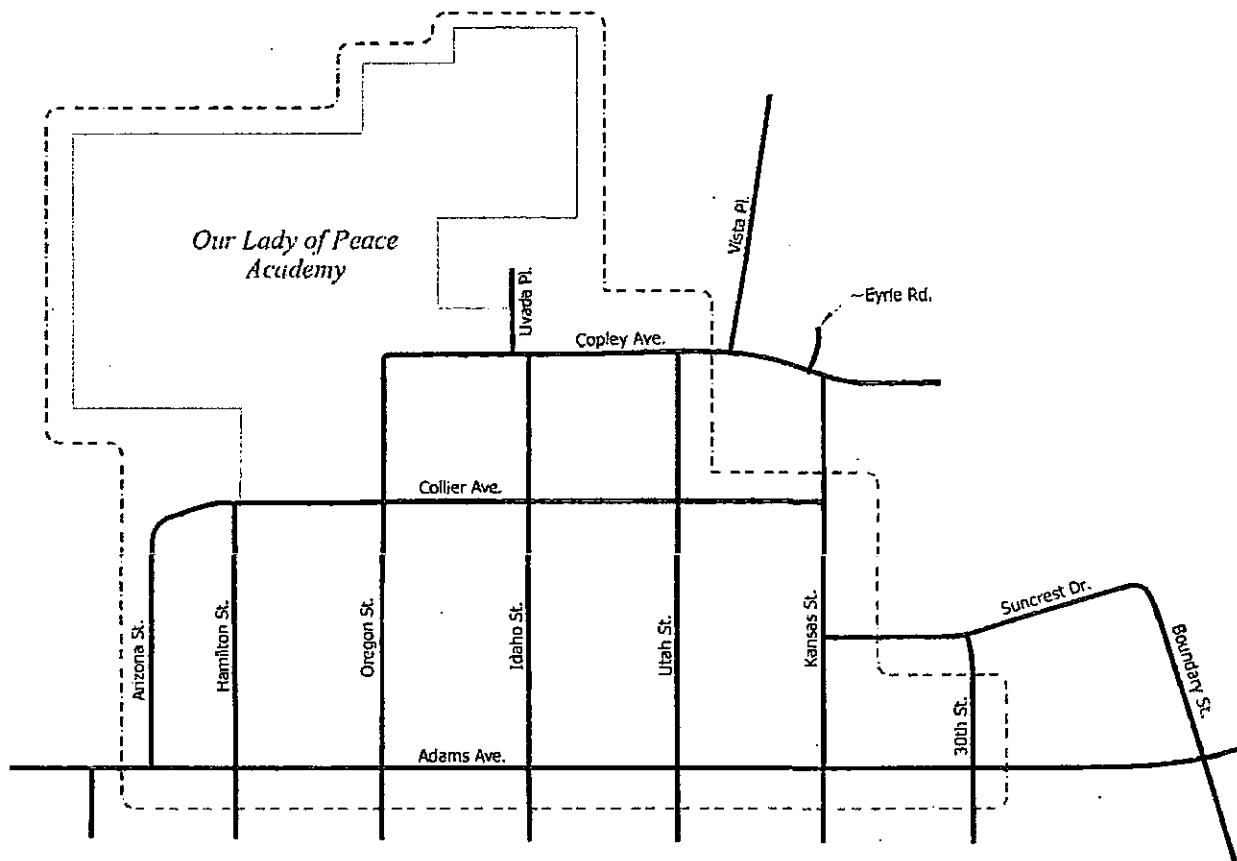 Our Lady of Peace
Academy
Vista Pl.
Uvada Pl.
~Eyrie Rd.
Copley Ave.
Collier Ave.
Arizona St.
Hamilton St.
Oregon St.
Idaho St.
Utah St.
Kansas St.
Suncrest Dr.
Boundary St.
30th St.
Adams Ave.